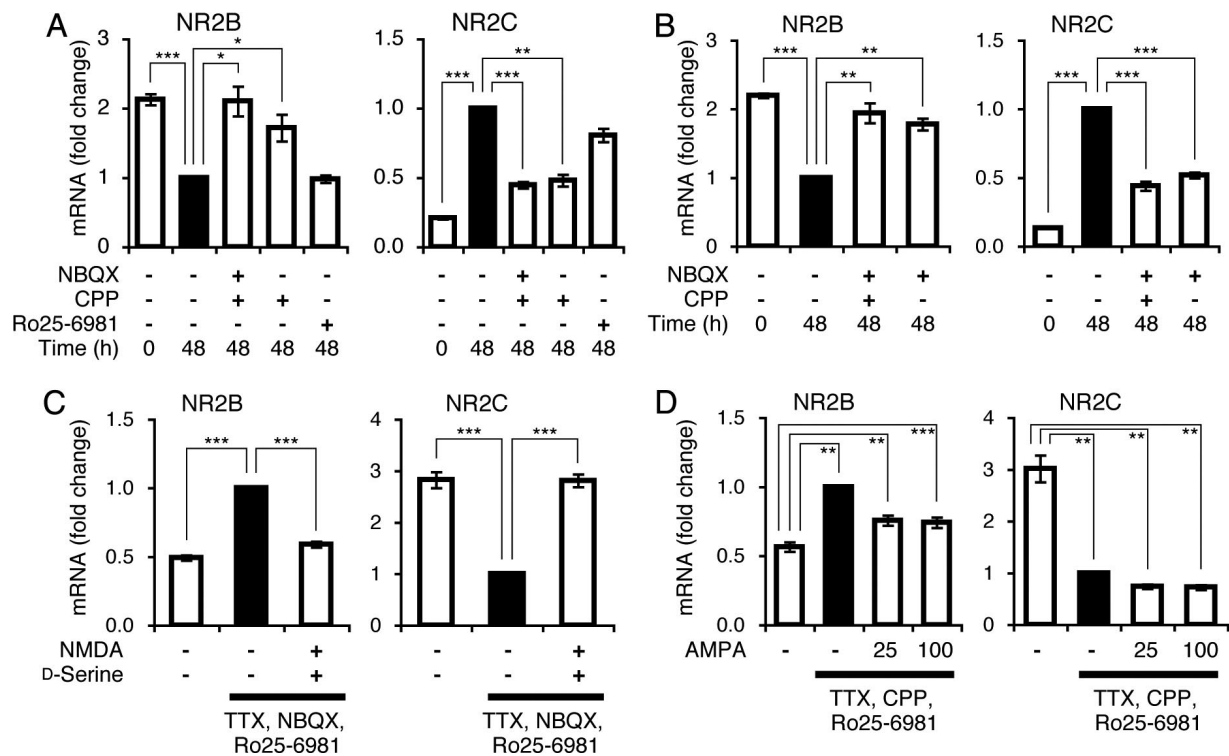 A
NR2B
mRNA (fold change)
3
2
1
0
***
*
*
NBQX - - + - -
CPP - - + + -
Ro25-6981 - - - - +
Time (h) 0 48 48 48 48
NR2C
1.5
1.0
0.5
0.0
***
***
**
- - + - -
- - + + -
- - - - +
0 48 48 48 48
B
NR2B
mRNA (fold change)
3
2
1
0
***
**
**
NBQX - - + +
CPP - - + -
Time (h) 0 48 48 48
NR2C
1.5
1.0
0.5
0.0
***
***
***
- - + +
- - + -
0 48 48 48
C
NR2B
mRNA (fold change)
1.5
1.0
0.5
0.0
***
***
NMDA - - +
D-Serine - - +
TTX, NBQX,
Ro25-6981
NR2C
4
3
2
1
0
***
***
- - +
- - +
TTX, NBQX,
Ro25-6981
D
NR2B
mRNA (fold change)
1.5
1.0
0.5
0.0
**
**
***
AMPA - - 25 100
TTX, CPP,
Ro25-6981
NR2C
4
3
2
1
0
**
**
**
- - 25 100
TTX, CPP,
Ro25-6981